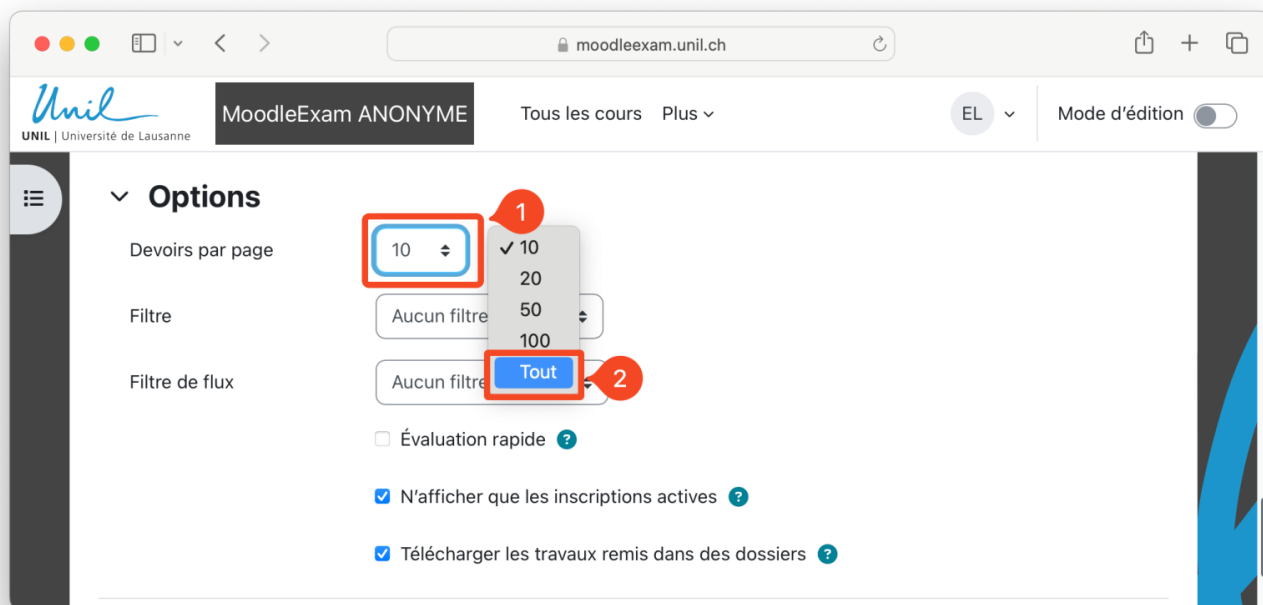 moodleexam.unil.ch
Unil
UNIL | Université de Lausanne
MoodleExam ANONYME
Tous les cours
Plus
EL
Mode d'édition
Options
1
Devoirs par page
10
10
20
50
100
Tout
2
Filtre
Aucun filtre
Filtre de flux
Aucun filtre
Évaluation rapide ?
N'afficher que les inscriptions actives ?
Télécharger les travaux remis dans des dossiers ?